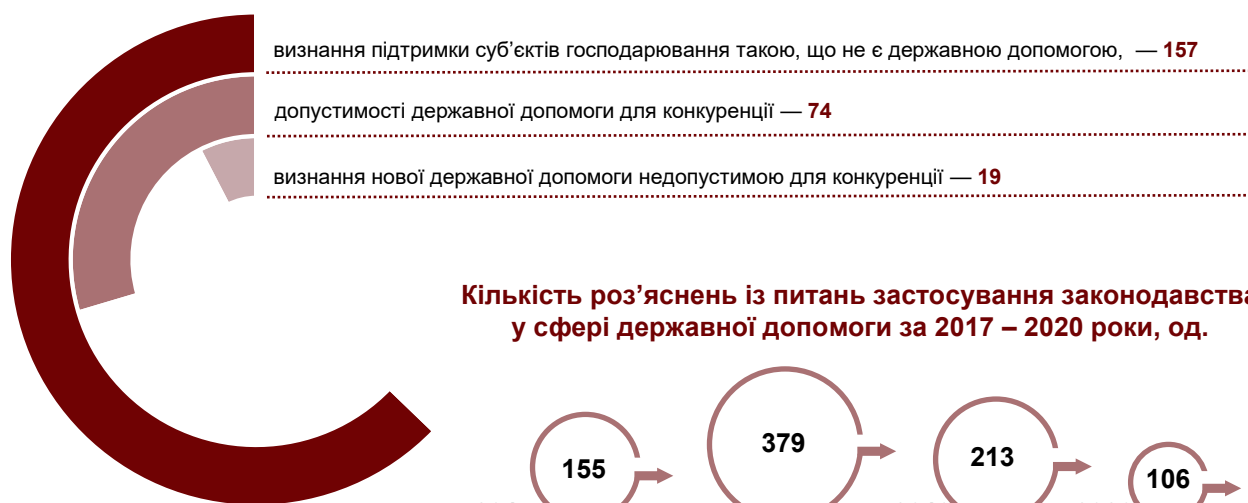 визнання підтримки суб’єктів господарювання такою, що не є державною допомогою, — 157
допустимості державної допомоги для конкуренції — 74
визнання нової державної допомоги недопустимою для конкуренції — 19
Кількість роз’яснень із питань застосування законодавства
у сфері державної допомоги за 2017 – 2020 роки, од.
155
379
213
106